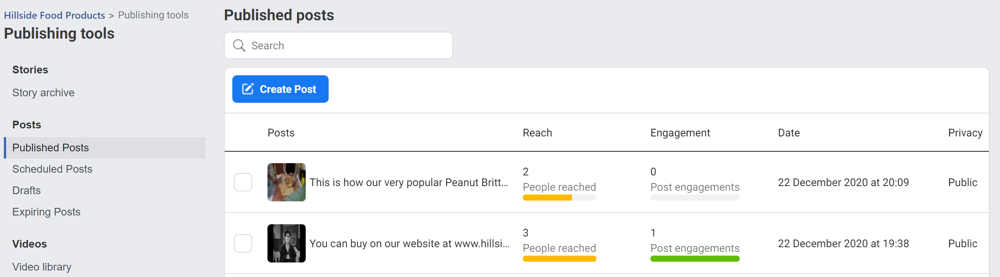 Hillside Food Products > Publishing tools
Publishing tools
Stories
Story archive
Posts
Published Posts
Scheduled Posts
Drafts
Expiring Posts
Videos
Video library
Published posts
Search
Create Post
Posts Reach Engagement Date Privacy
2 0
This is how our very popular Peanut Britt... 22 December 2020 at 20:09 Public
People reached Post engagements
3 1
You can buy on our website at www.hillsi... 22 December 2020 at 19:38 Public
People reached Post engagements